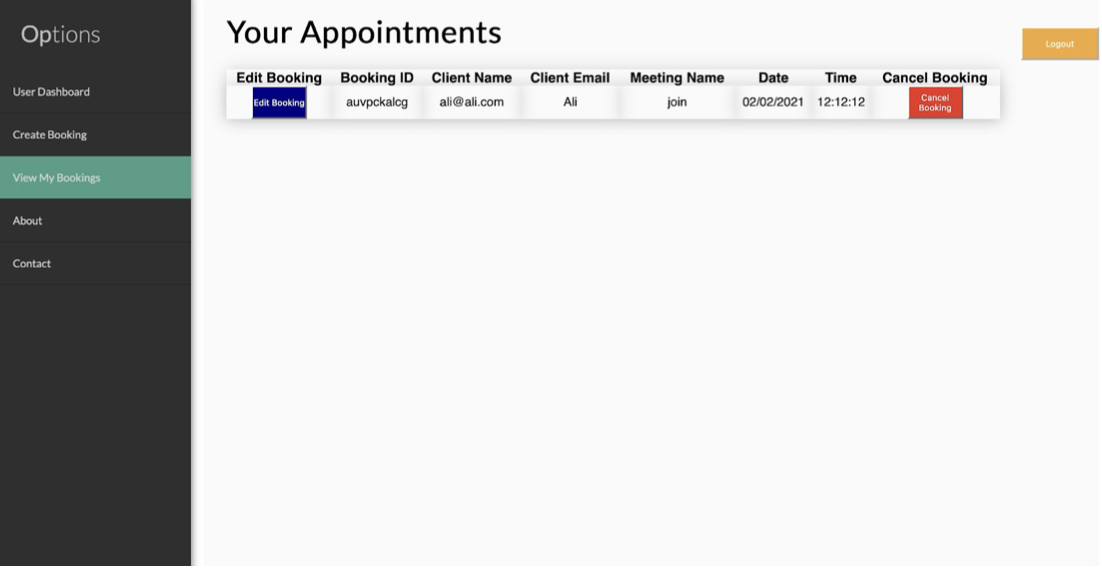 Options
User Dashboard
Create Booking
View My Bookings
About
Contact
Your Appointments
Logout
Edit Booking Booking ID Client Name Client Email Meeting Name Date Time Cancel Booking
Edit Booking auvpckalcg ali@ali.com Ali join 02/02/2021 12:12:12 Cancel
Booking